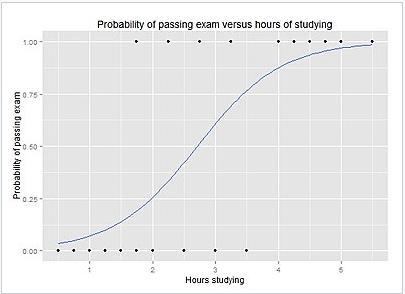 Probability of passing exam versus hours of studying
1.00
0.75
0.50
0.25
0.00
Probability of passing exam
1 2 3 4 5
Hours studying